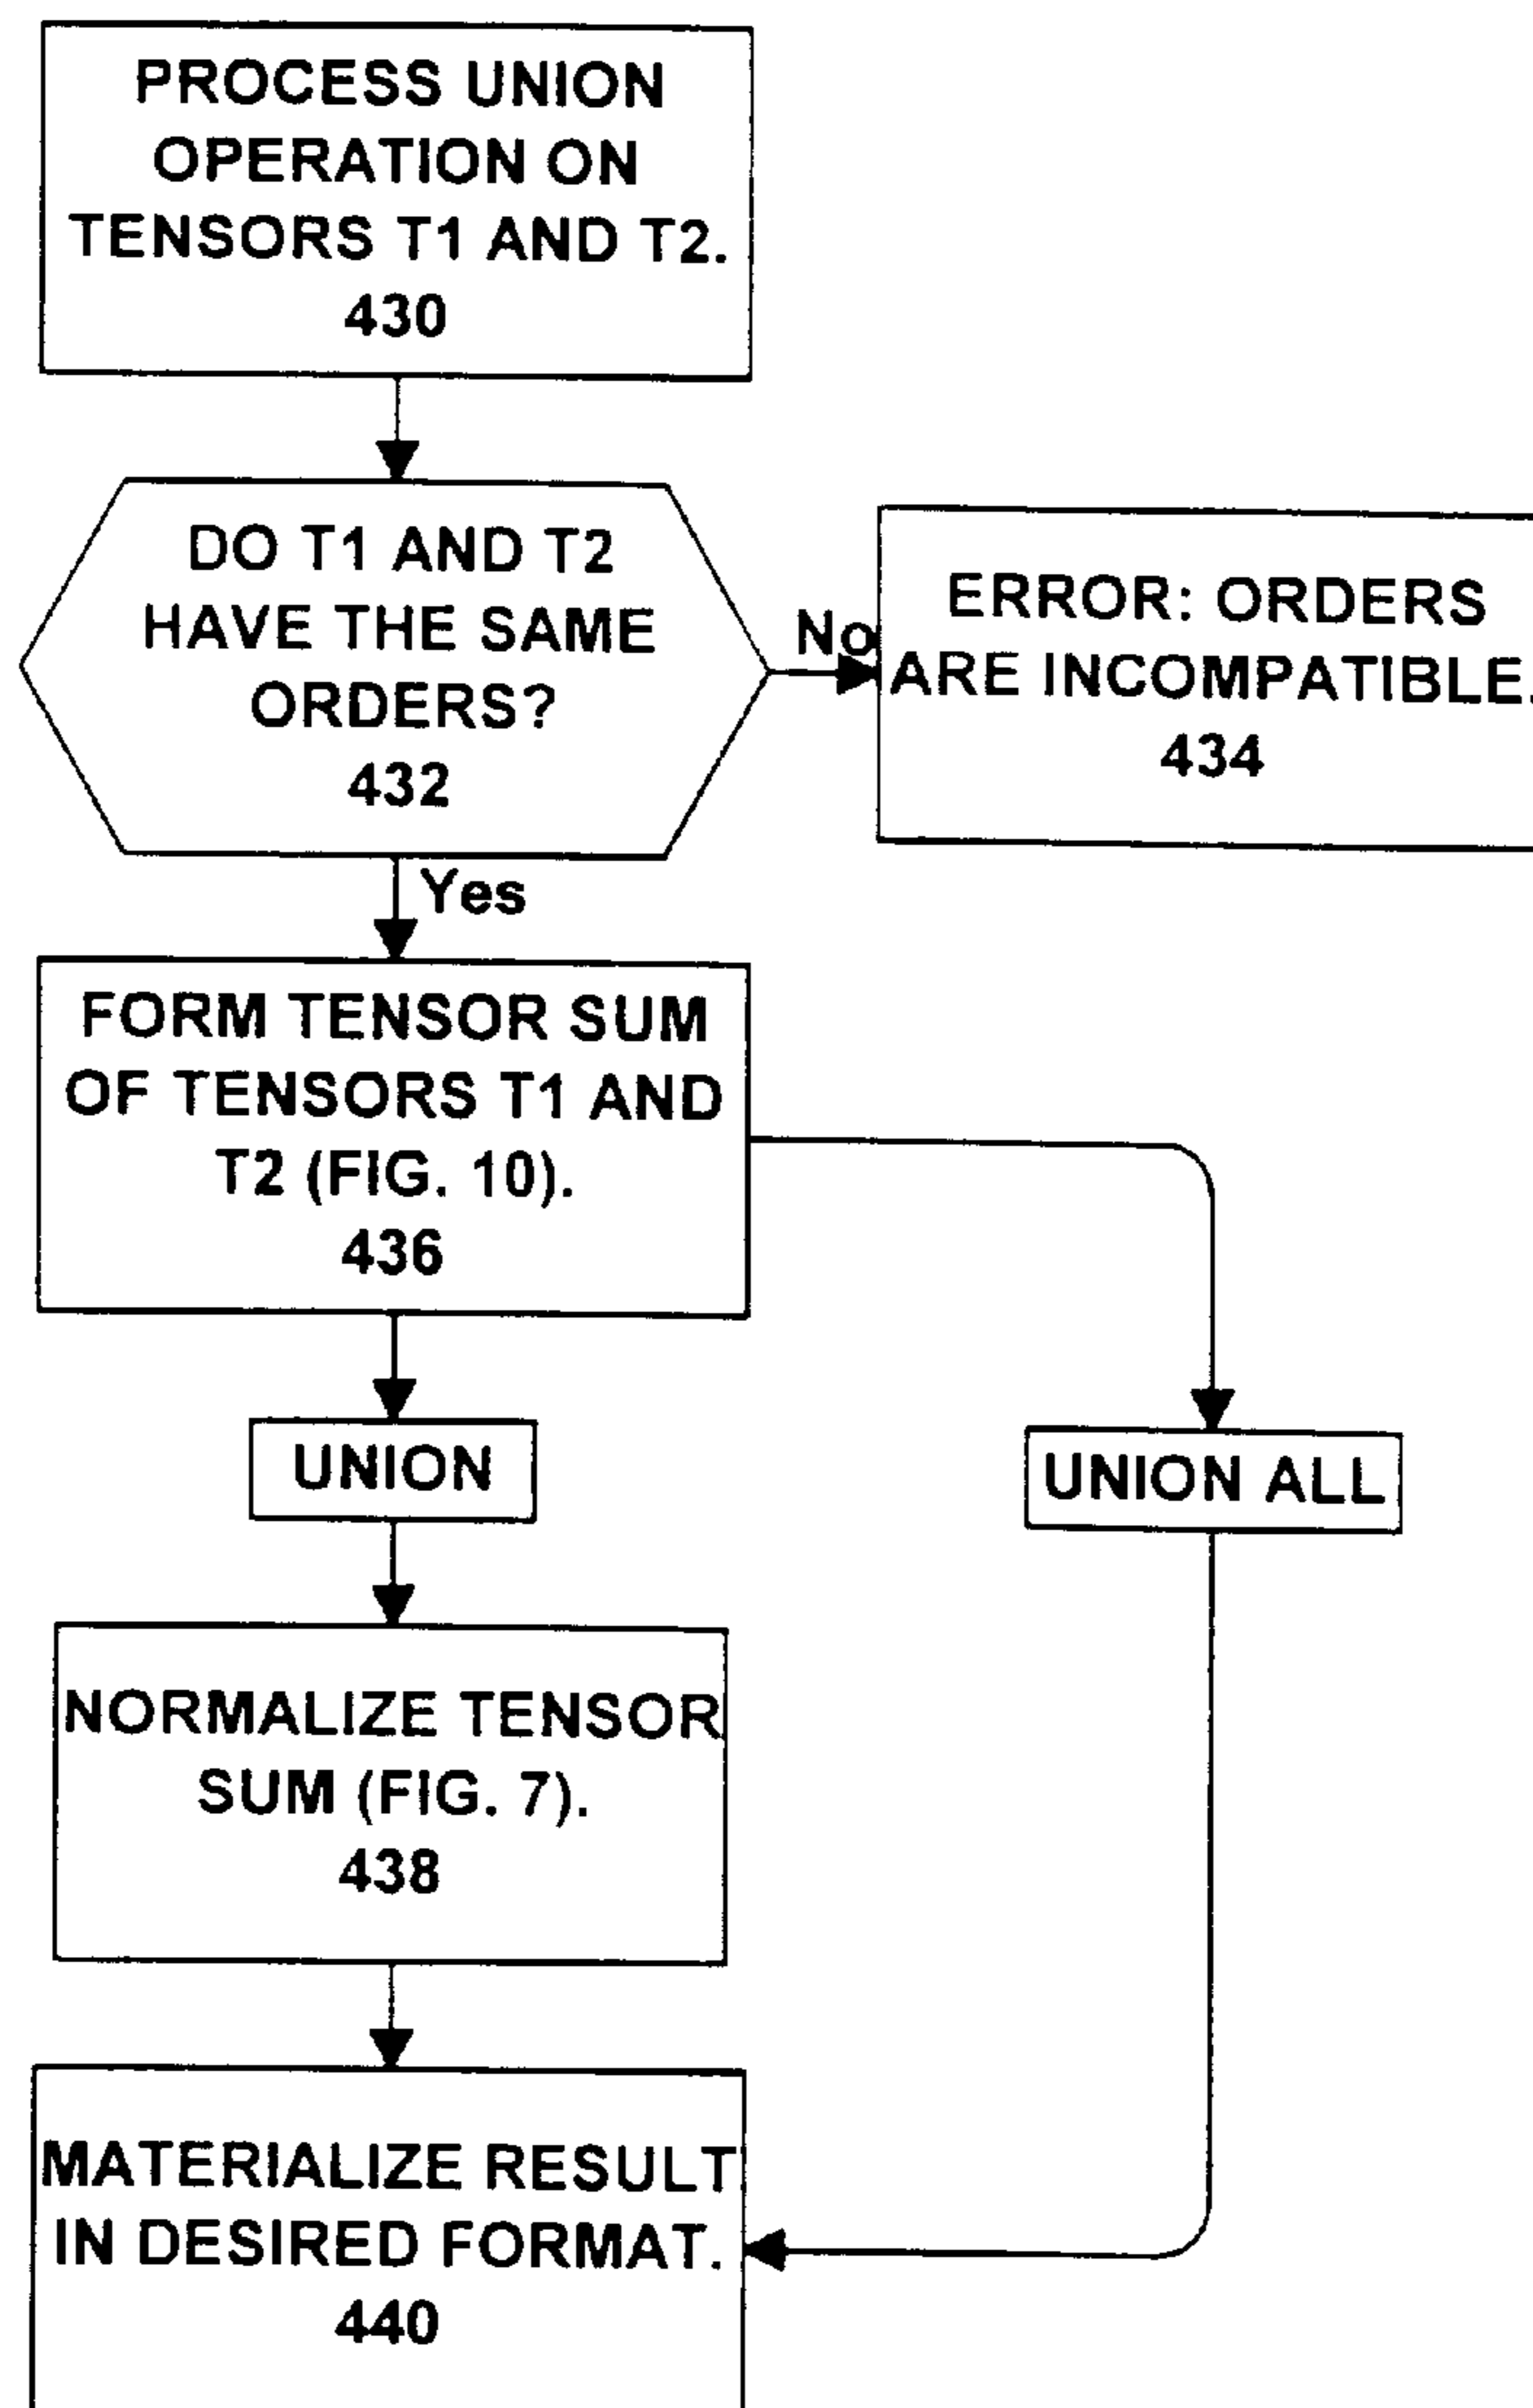 PROCESS UNION
OPERATION ON
TENSORS T1 AND T2.
430
DO T1 AND T2
HAVE THE SAME
ORDERS?
432
No
ERROR: ORDERS
ARE INCOMPATIBLE.
434
Yes
FORM TENSOR SUM
OF TENSORS T1 AND
T2 (FIG. 10).
436
UNION
UNION ALL
NORMALIZE TENSOR
SUM (FIG. 7).
438
MATERIALIZE RESULT
IN DESIRED FORMAT.
440